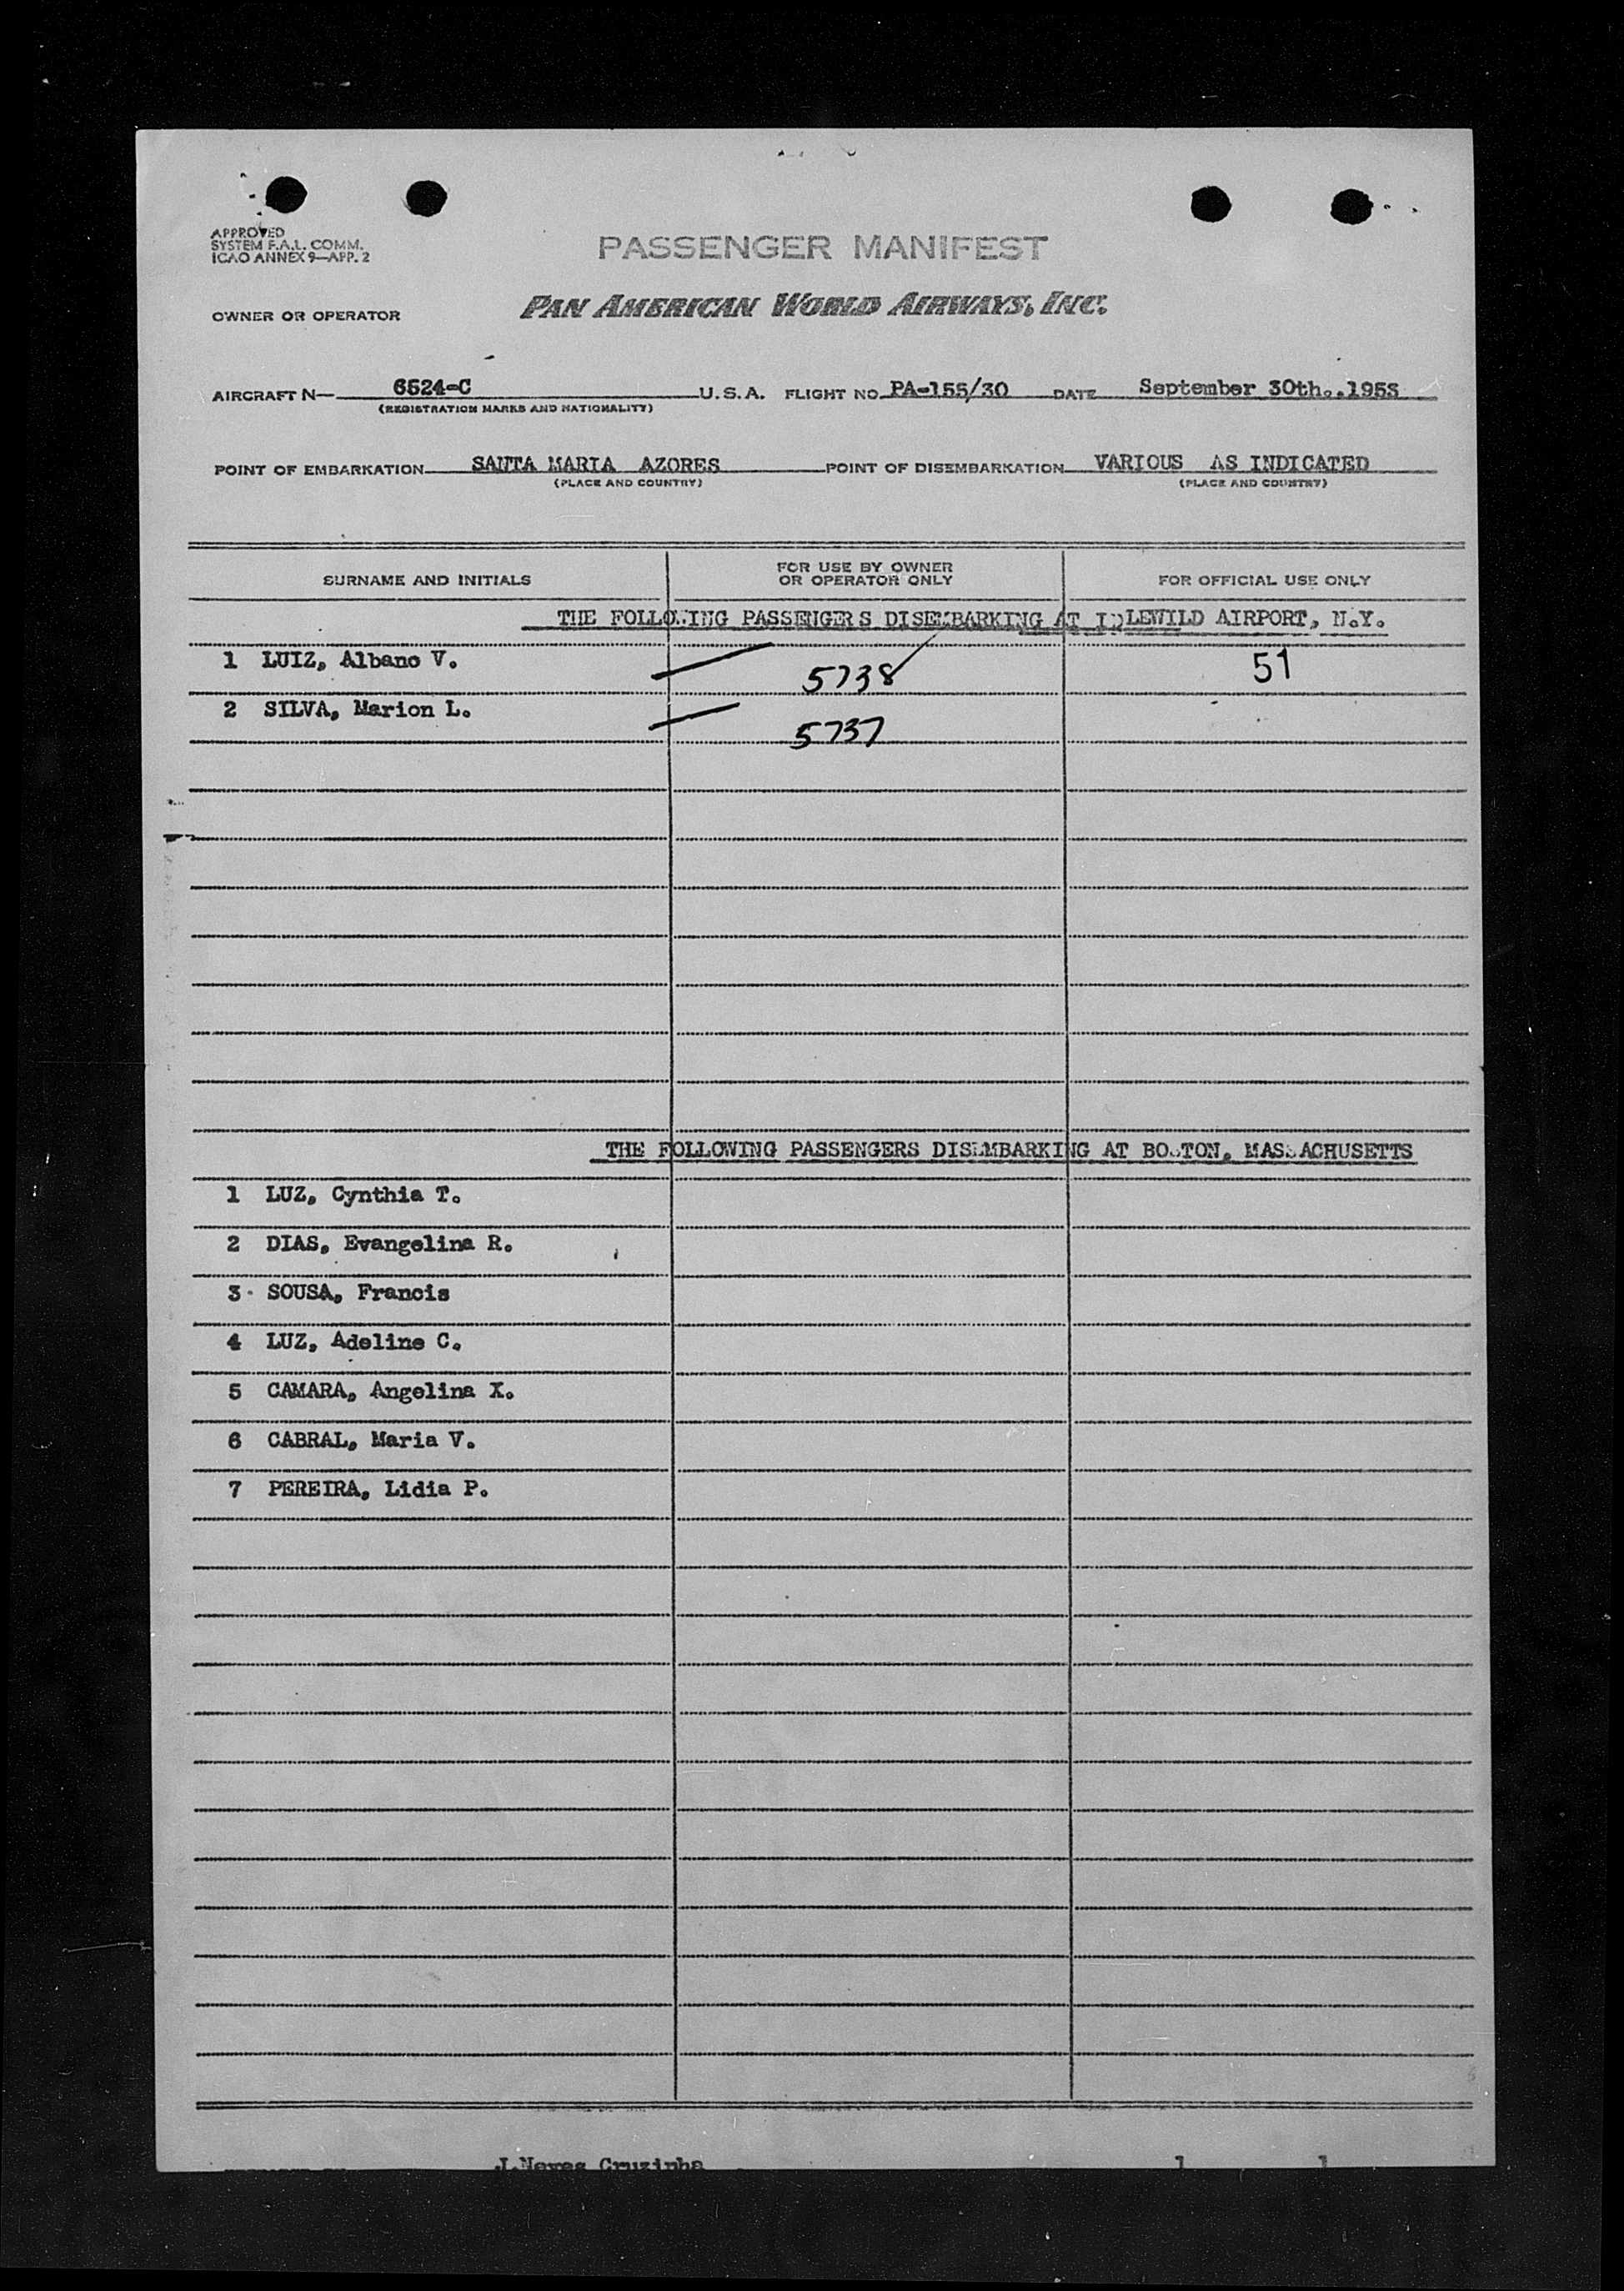 APPROVED
SYSTEM F.A.L. COMM.
ICAO ANNEX 9—APP. 2
PASSENGER MANIFEST
OWNER OR OPERATOR
PAN AMERICAN WORLD AIRWAYS, INC.
AIRCRAFT N— 6524-C U.S.A. FLIGHT NO. PA-155/30 DATE September 30th..1953
(REGISTRATION MARKS AND NATIONALITY)
POINT OF EMBARKATION SANTA MARIA AZORES POINT OF DISEMBARKATION VARIOUS AS INDICATED
(PLACE AND COUNTRY) (PLACE AND COUNTRY)
SURNAME AND INITIALS FOR USE BY OWNER OR OPERATOR ONLY FOR OFFICIAL USE ONLY
THE FOLLOWING PASSENGERS DISEMBARKING AT IDLEWILD AIRPORT, N.Y.
1 LUIZ, Albano V. 5738 51
2 SILVA, Marion L. 5737
THE FOLLOWING PASSENGERS DISEMBARKING AT BOSTON, MASSACHUSETTS
1 LUZ, Cynthia T.
2 DIAS, Evangelina R.
3 SOUSA, Francis
4 LUZ, Adeline C.
5 CAMARA, Angelina X.
6 CABRAL, Maria V.
7 PEREIRA, Lidia P.
J.Neves Cruzinha 1 1